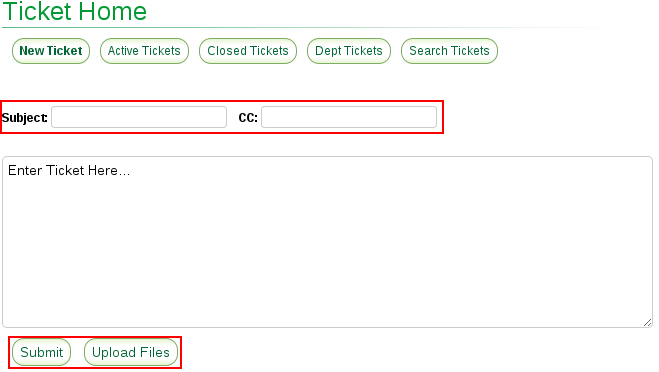 Ticket Home
New Ticket Active Tickets Closed Tickets Dept Tickets Search Tickets
Subject: CC:
Enter Ticket Here...
Submit Upload Files